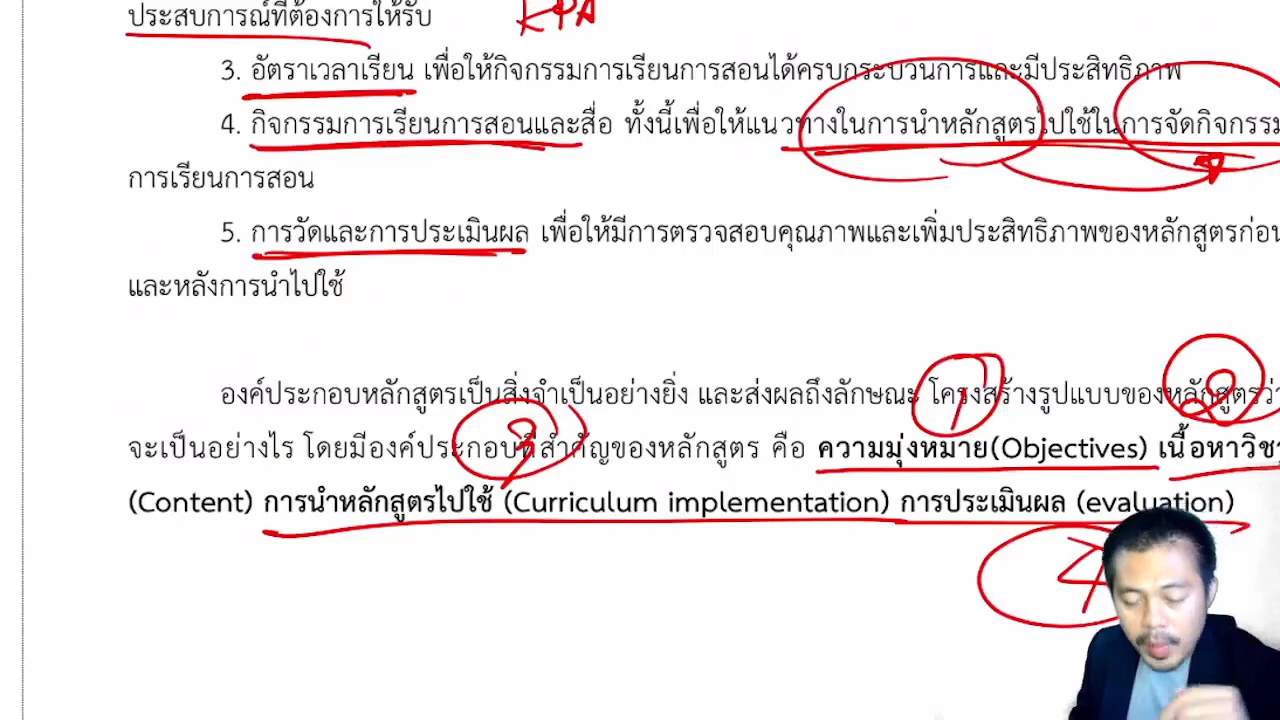 ประสบการณ์ที่ต้องการให้รับ KPA
3. อัตราเวลาเรียน เพื่อให้กิจกรรมการเรียนการสอนได้ครบกระบวนการและมีประสิทธิภาพ
4. กิจกรรมการเรียนการสอนและสื่อ ทั้งนี้เพื่อให้แนวทางในการนำหลักสูตรไปใช้ในการจัดกิจกรรม
การเรียนการสอน
5. การวัดและการประเมินผล เพื่อให้มีการตรวจสอบคุณภาพและเพิ่มประสิทธิภาพของหลักสูตรก่อน
และหลังการนำไปใช้
1 2
องค์ประกอบหลักสูตรเป็นสิ่งจำเป็นอย่างยิ่ง และส่งผลถึงลักษณะ โครงสร้างรูปแบบของหลักสูตรว่า
3
จะเป็นอย่างไร โดยมีองค์ประกอบที่สำคัญของหลักสูตร คือ ความมุ่งหมาย(Objectives) เนื้อหาวิชา
(Content) การนำหลักสูตรไปใช้ (Curriculum implementation) การประเมินผล (evaluation)
4